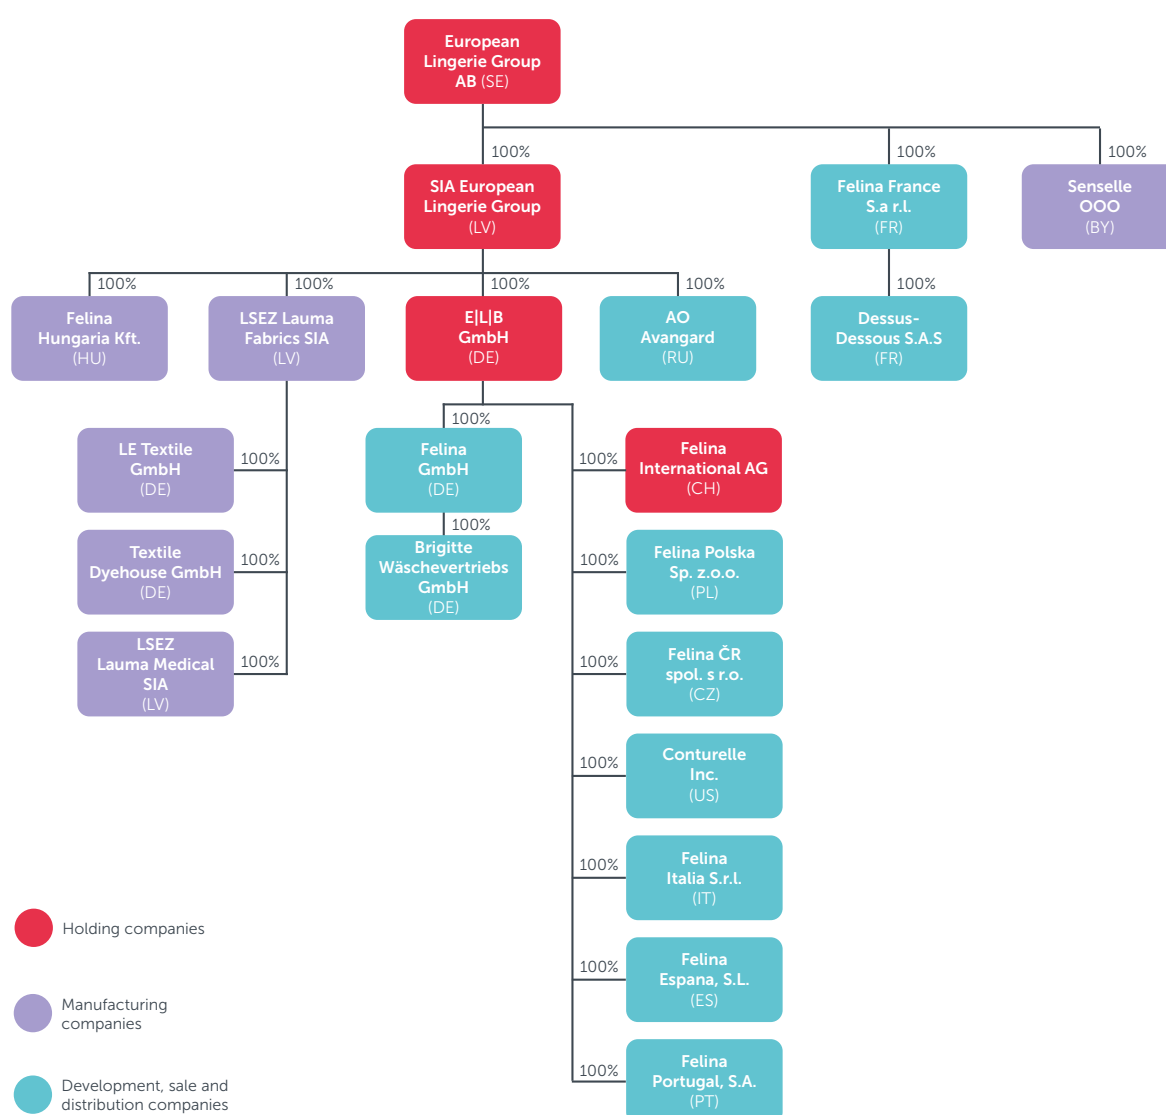 European
Lingerie Group
AB (SE)
100%
100%
100%
SIA European
Lingerie Group
(LV)
Felina France
S.a r.l.
(FR)
Senselle
OOO
(BY)
100%
100%
100%
100%
100%
Felina
Hungaria Kft.
(HU)
LSEZ Lauma
Fabrics SIA
(LV)
E|L|B
GmbH
(DE)
AO
Avangard
(RU)
Dessus-
Dessous S.A.S
(FR)
100%
LE Textile
GmbH
(DE)
100%
Felina
GmbH
(DE)
100%
Felina
International AG
(CH)
100%
Textile
Dyehouse GmbH
(DE)
100%
Brigitte
Wäschevertriebs
GmbH
(DE)
100%
Felina Polska
Sp. z.o.o.
(PL)
LSEZ
Lauma Medical
SIA
(LV)
100%
100%
Felina ČR
spol. s r.o.
(CZ)
100%
Conturelle
Inc.
(US)
100%
Felina
Italia S.r.l.
(IT)
Holding companies
100%
Felina
Espana, S.L.
(ES)
Manufacturing
companies
100%
Felina
Portugal, S.A.
(PT)
Development, sale and
distribution companies